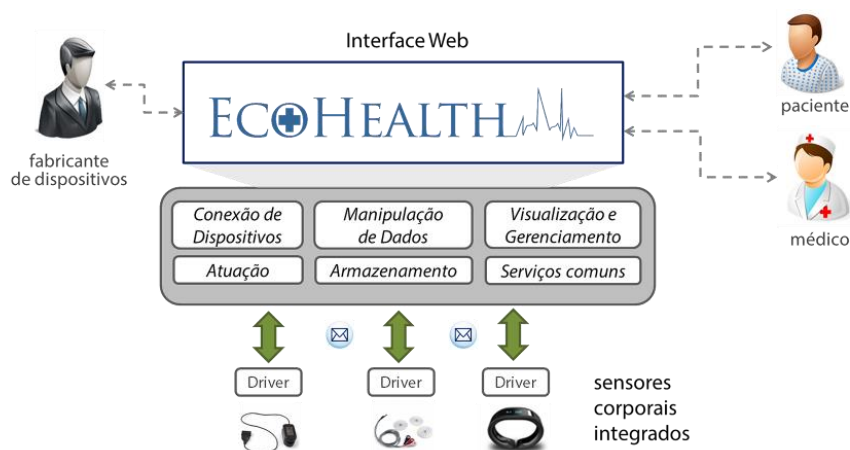 Interface Web
ECOHEALTH
fabricante
de dispositivos
paciente
médico
Conexão de
Dispositivos
Manipulação
de Dados
Visualização e
Gerenciamento
Atuação
Armazenamento
Serviços comuns
Driver
Driver
Driver
sensores
corporais
integrados